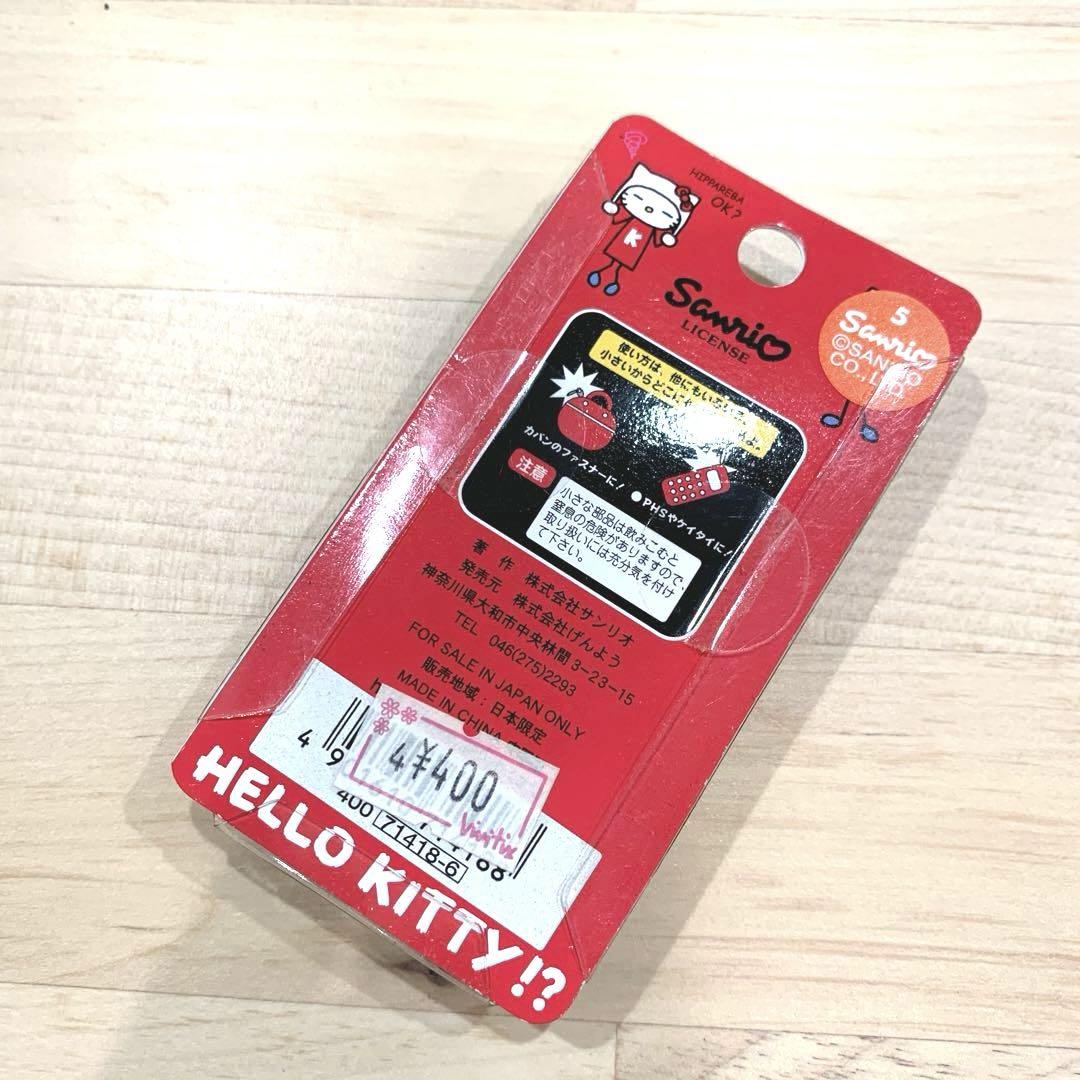 HIPPAREBA
OK?
K
Sanrio
LICENSE
5
Sanrio
©SANRIO
CO., LTD.
使い方は、他にもいろいろ
小さいからどこに
よ。
カバンのファスナーに!
●PHSやケイタイに!
注意
小さな部品は飲みこむと
窒息の危険がありますので、
取り扱いには充分気を付け
て下さい。
著 作 株式会社サンリオ
発売元 株式会社げんよう
神奈川県大和市中央林間3-23-15
TEL 046(275)2293
FOR SALE IN JAPAN ONLY
販売地域:日本限定
MADE IN CHINA
4 9
4 ¥400
Vivitix
400 71418-6
HELLO KITTY!?